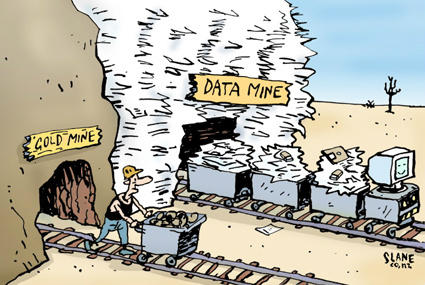 DATA MINE
GOLD MINE
SLANE
.co.nz